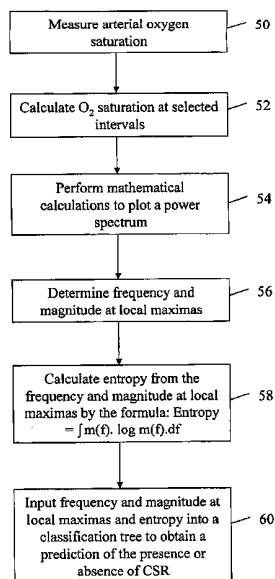 Measure arterial oxygen
saturation
50
Calculate O₂ saturation at selected
intervals
52
Perform mathematical
calculations to plot a power
spectrum
54
Determine frequency and
magnitude at local
maximas
56
Calculate entropy from the
frequency and magnitude at local
maximas by the formula: Entropy
= ∫m(f). log m(f).df
58
Input frequency and magnitude at
local maximas and entropy into a
classification tree to obtain a
prediction of the presence or
absence of CSR
60